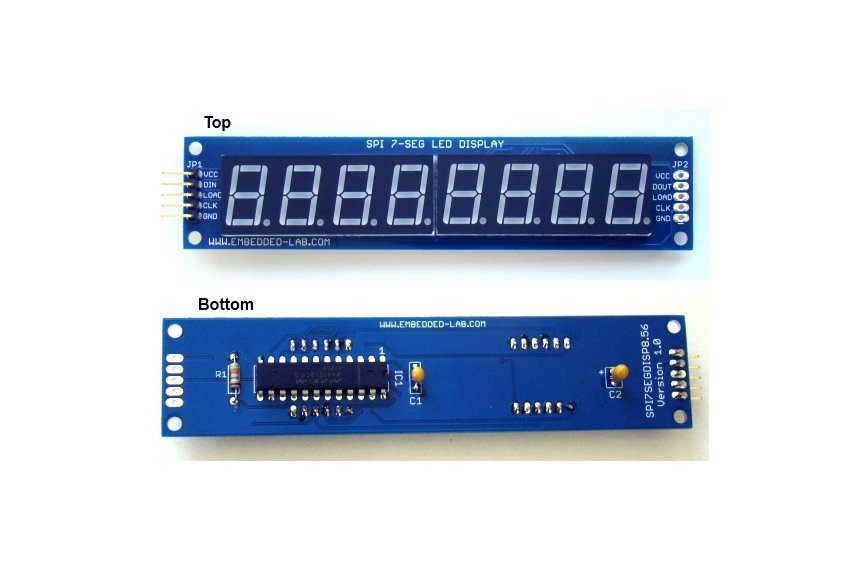 Top
SPI 7-SEG LED DISPLAY
JP1
VCC
DIN
LOAD
CLK
GND
JP2
VCC
DOUT
LOAD
CLK
GND
WWW.EMBEDDED-LAB.COM
Bottom
WWW.EMBEDDED-LAB.COM
R1
1
IC1
C1
+
C2
SPI7SEGDISP8.56
Version 1.0